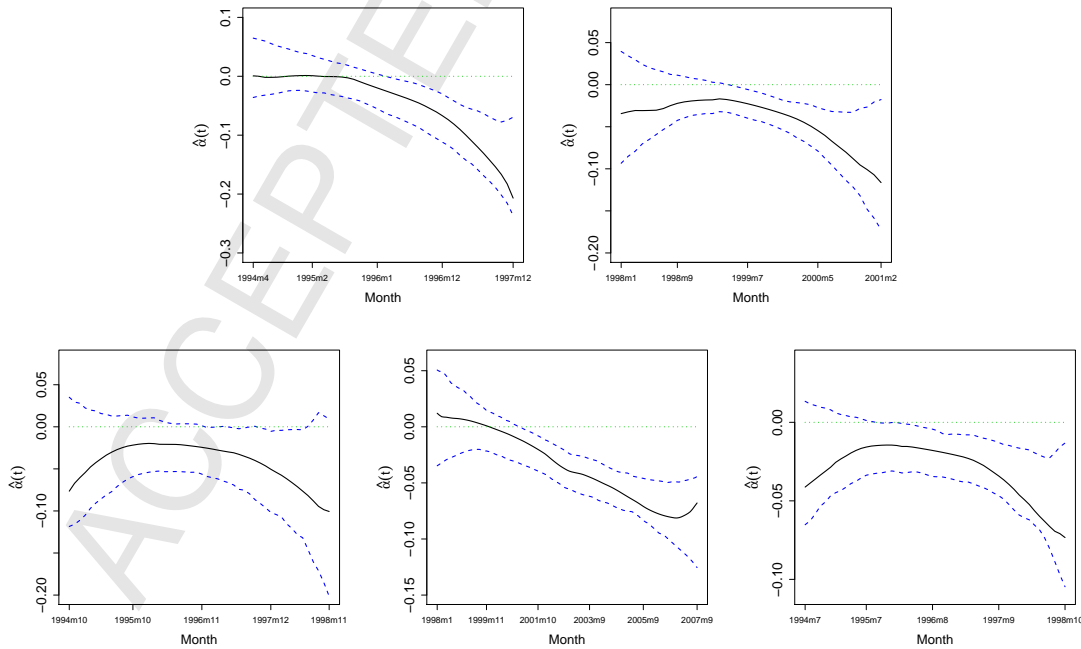 0.1
0.0
−0.1
−0.2
−0.3
α̂(t)
1994m4 1995m2 1996m1 1996m12 1997m12
Month
0.05
0.00
−0.10
−0.20
α̂(t)
1998m1 1998m9 1999m7 2000m5 2001m2
Month
0.05
0.00
−0.10
−0.20
α̂(t)
1994m10 1995m10 1996m11 1997m12 1998m11
Month
0.05
0.00
−0.05
−0.10
−0.15
α̂(t)
1998m1 1999m11 2001m10 2003m9 2005m9 2007m9
Month
0.00
−0.05
−0.10
α̂(t)
1994m7 1995m7 1996m8 1997m9 1998m10
Month
ACCEPTE